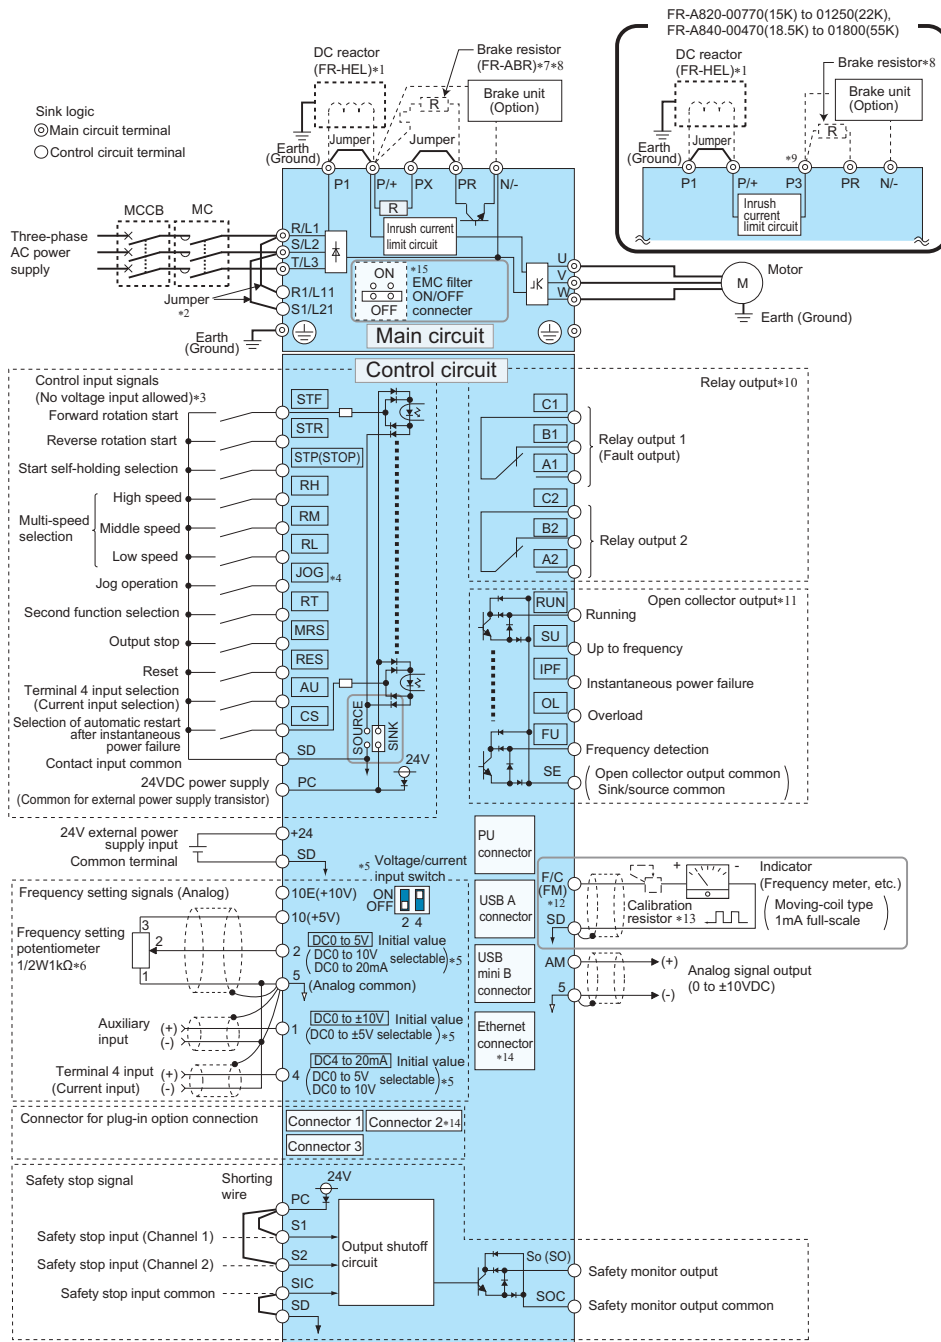 FR-A820-00770(15K) to 01250(22K),
FR-A840-00470(18.5K) to 01800(55K)
DC reactor
(FR-HEL)*1
Brake resistor*8
Brake unit
(Option)
R
Earth
(Ground)
Jumper
*9
P1
P/+
P3
PR
N/-
Inrush
current
limit circuit
Sink logic
Main circuit terminal
Control circuit terminal
DC reactor
(FR-HEL)*1
Brake resistor
(FR-ABR)*7*8
Brake unit
(Option)
R
Earth
(Ground)
Jumper
Jumper
P1
P/+
PX
PR
N/-
R
Inrush current
limit circuit
MCCB
MC
Three-phase
AC power
supply
R/L1
S/L2
T/L3
R1/L11
S1/L21
Jumper
*2
Earth
(Ground)
ON
OFF
*15
EMC filter
ON/OFF
connecter
U
V
W
Motor
M
Earth (Ground)
Main circuit
Control circuit
Control input signals
(No voltage input allowed)*3
Forward rotation start
STF
Reverse rotation start
STR
Start self-holding selection
STP(STOP)
Multi-speed
selection
High speed
RH
Middle speed
RM
Low speed
RL
Jog operation
JOG*4
Second function selection
RT
Output stop
MRS
Reset
RES
Terminal 4 input selection
(Current input selection)
AU
Selection of automatic restart
after instantaneous
power failure
CS
Contact input common
SD
SOURCE
SINK
24V
24VDC power supply
(Common for external power supply transistor)
PC
Relay output*10
C1
B1
A1
Relay output 1
(Fault output)
C2
B2
A2
Relay output 2
Open collector output*11
RUN
Running
SU
Up to frequency
IPF
Instantaneous power failure
OL
Overload
FU
Frequency detection
SE
(Open collector output common
Sink/source common)
24V external power
supply input
+24
Common terminal
SD
*5 Voltage/current
input switch
ON
OFF
2 4
Frequency setting signals (Analog)
10E(+10V)
10(+5V)
Frequency setting
potentiometer
1/2W1kΩ*6
3
2
1
2
DC0 to 5V Initial value
(DC0 to 10V
DC0 to 20mA selectable)*5
5
(Analog common)
Auxiliary
input
(+)
(-)
1
DC0 to ±10V Initial value
(DC0 to ±5V selectable)*5
Terminal 4 input
(Current input)
(+)
(-)
4
DC4 to 20mA Initial value
(DC0 to 5V
DC0 to 10V selectable)*5
PU
connector
USB A
connector
USB
mini B
connector
Ethernet
connector
*14
F/C
(FM)
*12
SD
+
-
Calibration
resistor *13
Indicator
(Frequency meter, etc.)
(Moving-coil type
1mA full-scale)
AM
5
(+)
(-)
Analog signal output
(0 to ±10VDC)
Connector for plug-in option connection
Connector 1
Connector 2*14
Connector 3
Safety stop signal
Shorting
wire
24V
PC
Safety stop input (Channel 1)
S1
Safety stop input (Channel 2)
S2
Safety stop input common
SIC
SD
Output shutoff
circuit
So (SO)
Safety monitor output
SOC
Safety monitor output common